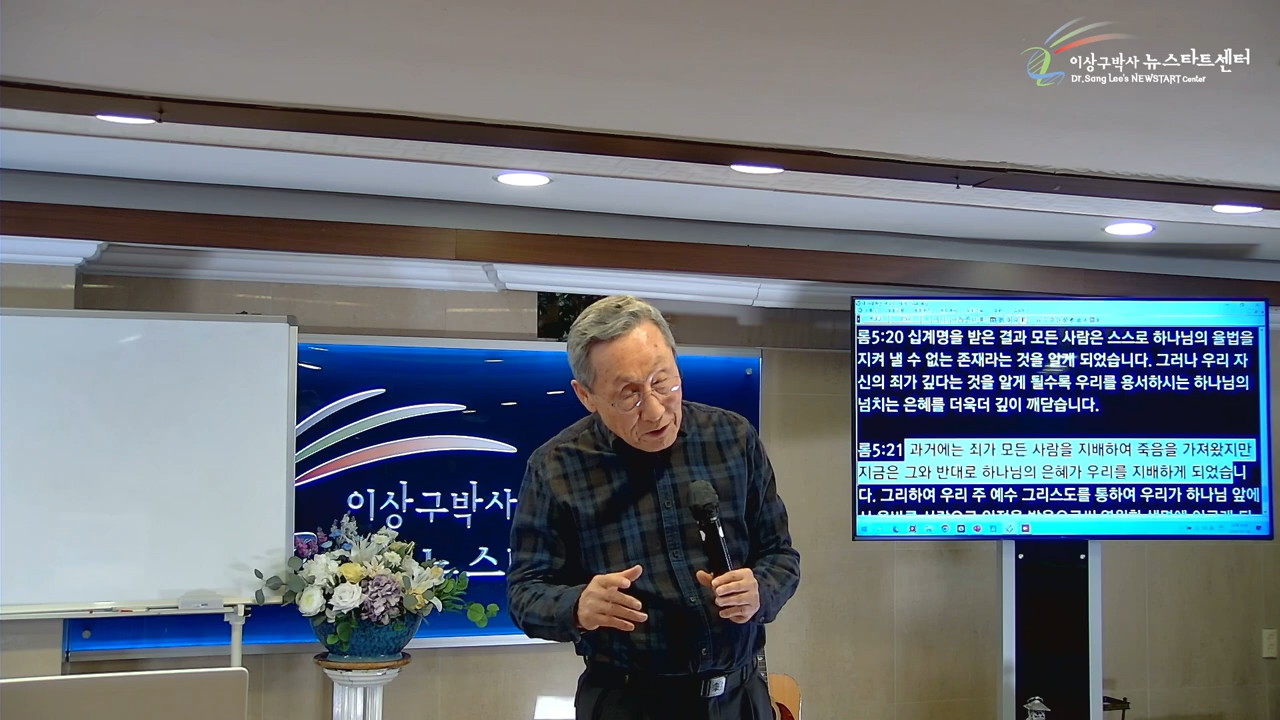 이상구박사 뉴스타트센터
Dr. Sang Lee's NEWSTART Center
이상구박사
롬5:20 십계명을 받은 결과 모든 사람은 스스로 하나님의 율법을
지켜 낼 수 없는 존재라는 것을 알게 되었습니다. 그러나 우리 자
신의 죄가 깊다는 것을 알게 될수록 우리를 용서하시는 하나님의
넘치는 은혜를 더욱더 깊이 깨닫습니다.
롬5:21 과거에는 죄가 모든 사람을 지배하여 죽음을 가져왔지만
지금은 그와 반대로 하나님의 은혜가 우리를 지배하게 되었습니
다. 그리하여 우리 주 예수 그리스도를 통하여 우리가 하나님 앞에